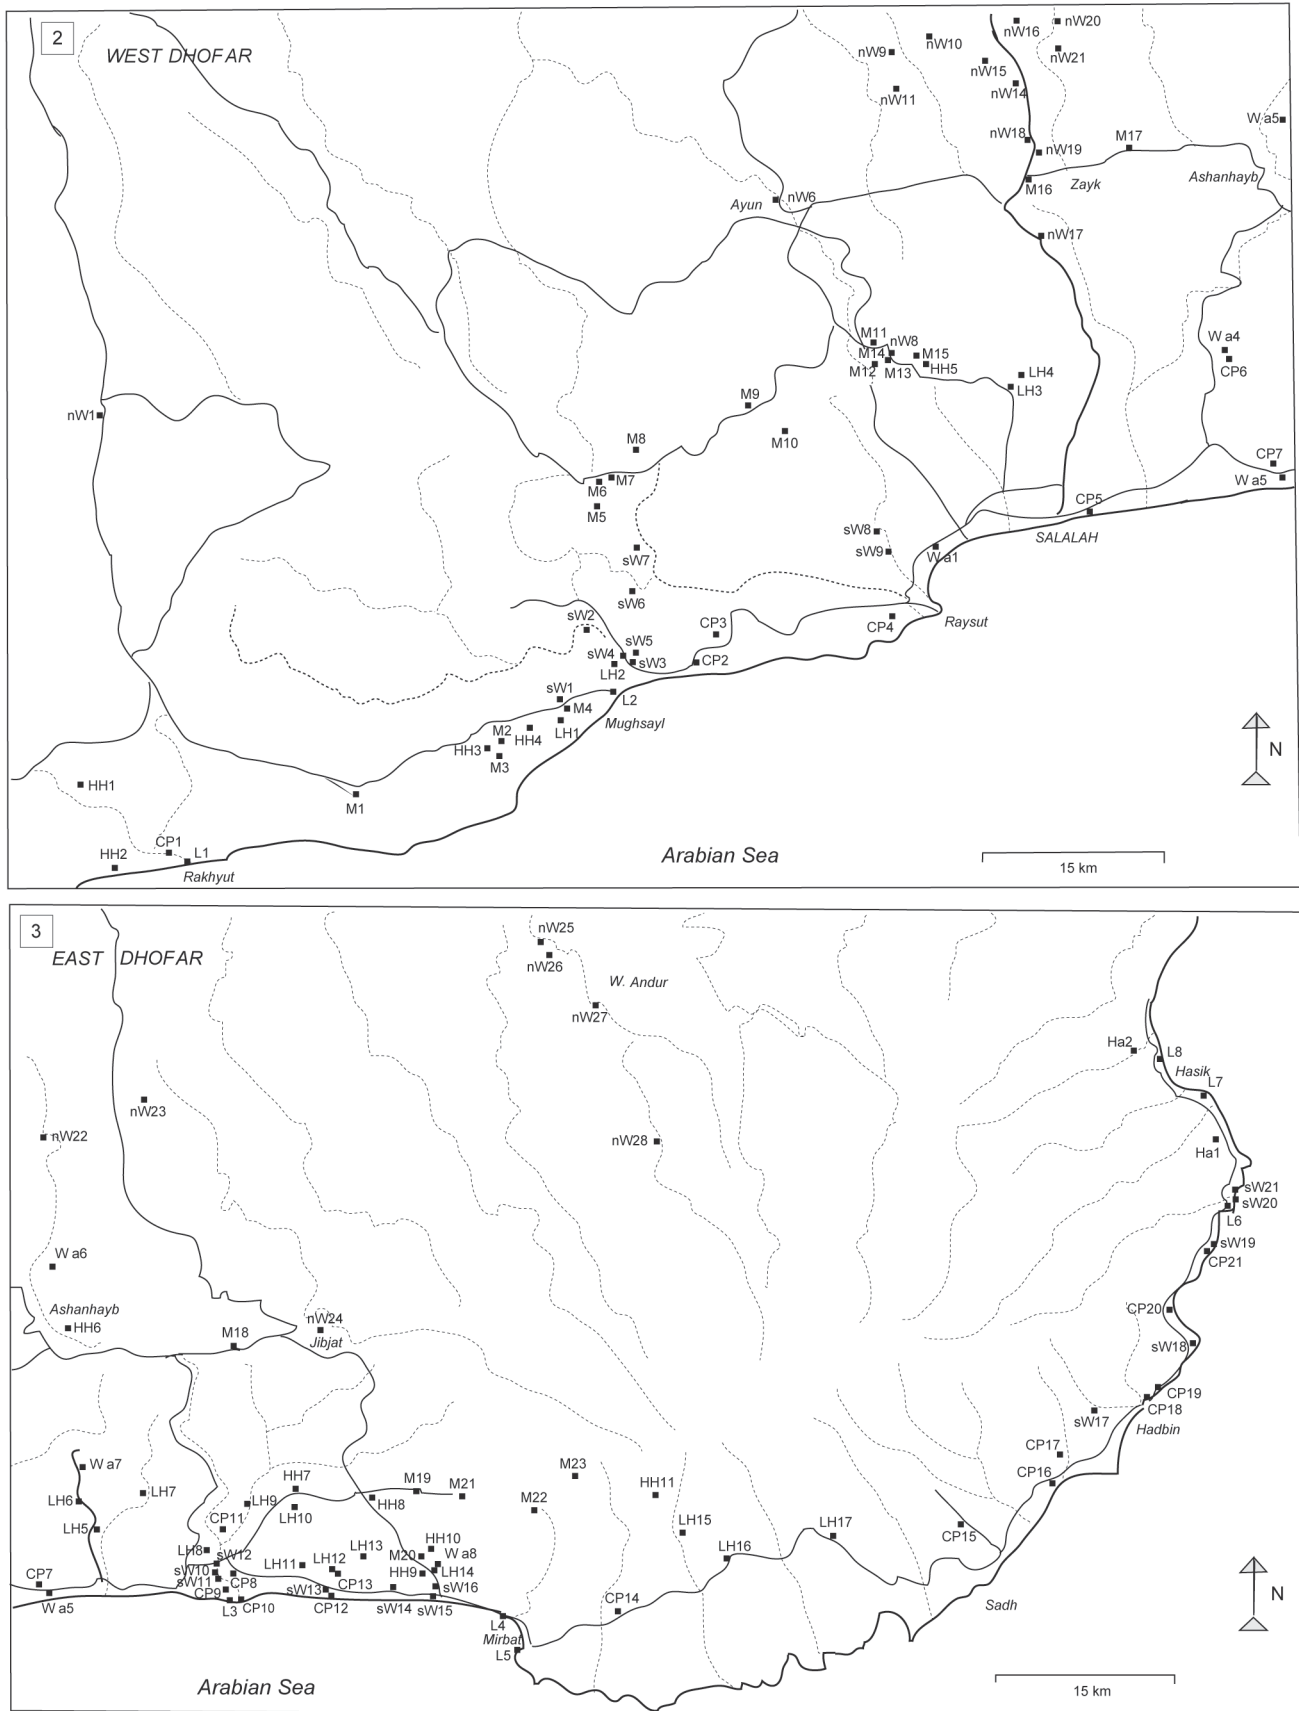 2
WEST DHOFAR
nW16
nW20
nW10
nW9
nW21
nW15
nW11
nW14
W a5
nW18
M17
nW19
Zayk
Ashanhayb
M16
nW6
Ayun
nW17
M11
nW8
M14
M15
W a4
M12
M13
HH5
CP6
LH4
LH3
M9
nW1
M10
M8
CP7
M7
M6
W a5
M5
CP5
sW8
SALALAH
sW7
sW9
W a1
sW6
sW2
CP3
CP4
Raysut
sW5
sW4
sW3
CP2
LH2
sW1
L2
M4
Mughsayl
LH1
M2
HH4
HH3
M3
N
HH1
M1
CP1
L1
HH2
Rakhyut
Arabian Sea
15 km
3
EAST DHOFAR
nW25
nW26
W. Andur
nW27
Ha2
L8
Hasik
L7
nW23
nW22
nW28
Ha1
sW21
sW20
L6
W a6
sW19
CP21
Ashanhayb
HH6
nW24
Jibjat
M18
CP20
sW18
CP19
CP18
sW17
Hadbin
CP17
W a7
M23
CP16
HH7
M19
M21
HH11
LH6
LH7
LH9
HH8
M22
LH10
LH5
CP11
LH15
LH17
CP15
HH10
LH8
LH13
M20
W a8
LH16
sW12
LH11
LH12
sW10
HH9
LH14
CP7
sW11
CP8
CP13
sW16
CP9
sW13
W a5
L3
CP10
CP12
sW14
sW15
CP14
L4
Mirbat
L5
Sadh
N
Arabian Sea
15 km